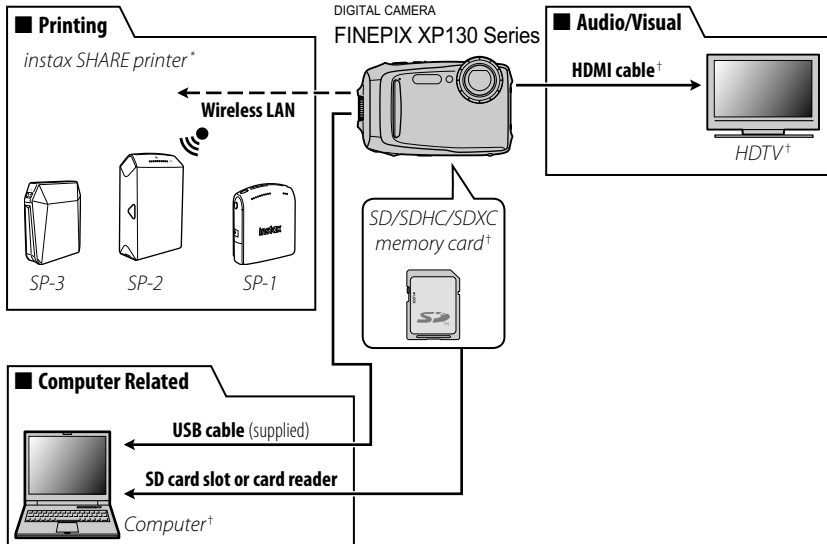 DIGITAL CAMERA
FINEPIX XP130 Series
■ Printing
instax SHARE printer*
Wireless LAN
instax
SP-3
SP-2
SP-1
■ Audio/Visual
HDMI cable†
HDTV†
SD/SDHC/SDXC
memory card†
SD
■ Computer Related
USB cable (supplied)
SD card slot or card reader
Computer†